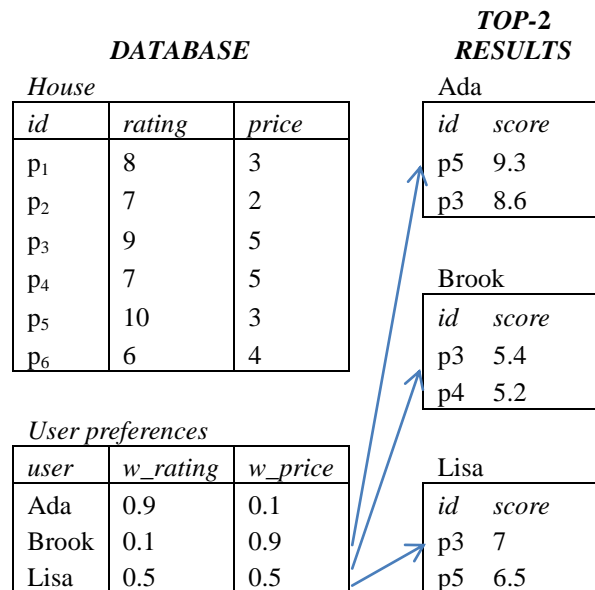 DATABASE
House
id rating price
p1 8 3
p2 7 2
p3 9 5
p4 7 5
p5 10 3
p6 6 4
User preferences
user w_rating w_price
Ada 0.9 0.1
Brook 0.1 0.9
Lisa 0.5 0.5
TOP-2
RESULTS
Ada
id score
p5 9.3
p3 8.6
Brook
id score
p3 5.4
p4 5.2
Lisa
id score
p3 7
p5 6.5